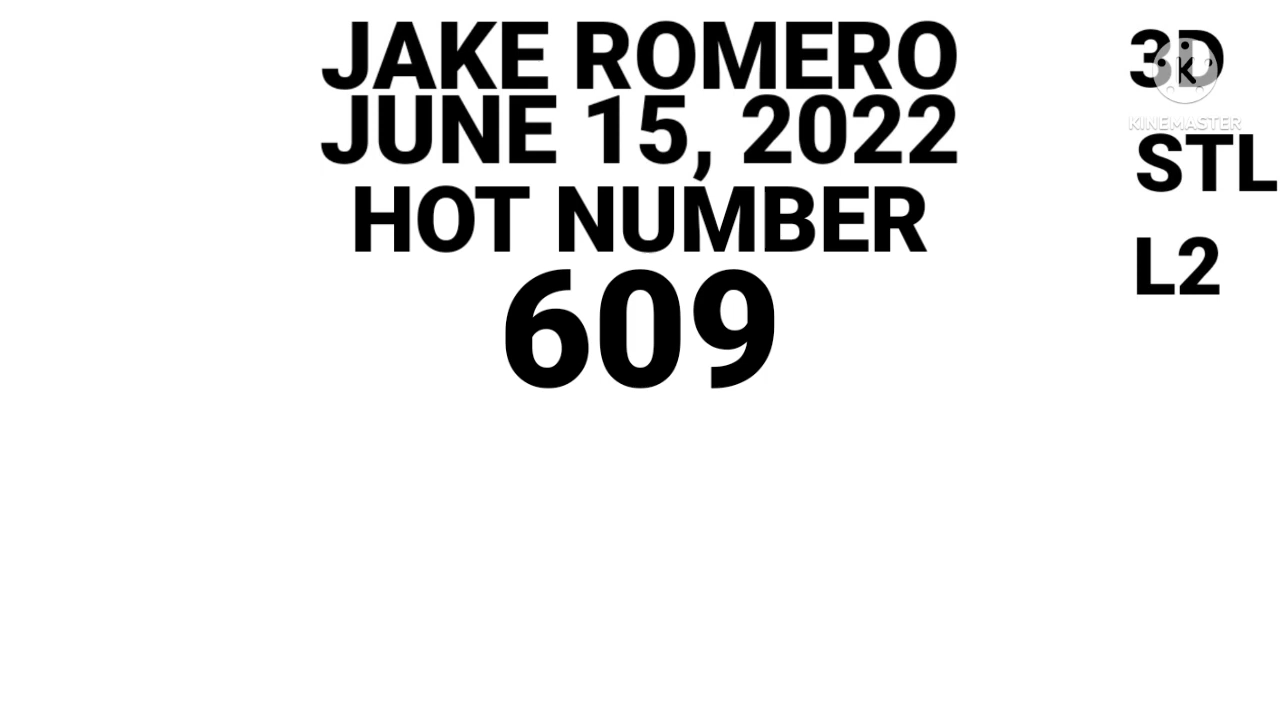 JAKE ROMERO
JUNE 15, 2022
HOT NUMBER
609
3D
KINEMASTER
STL
L2